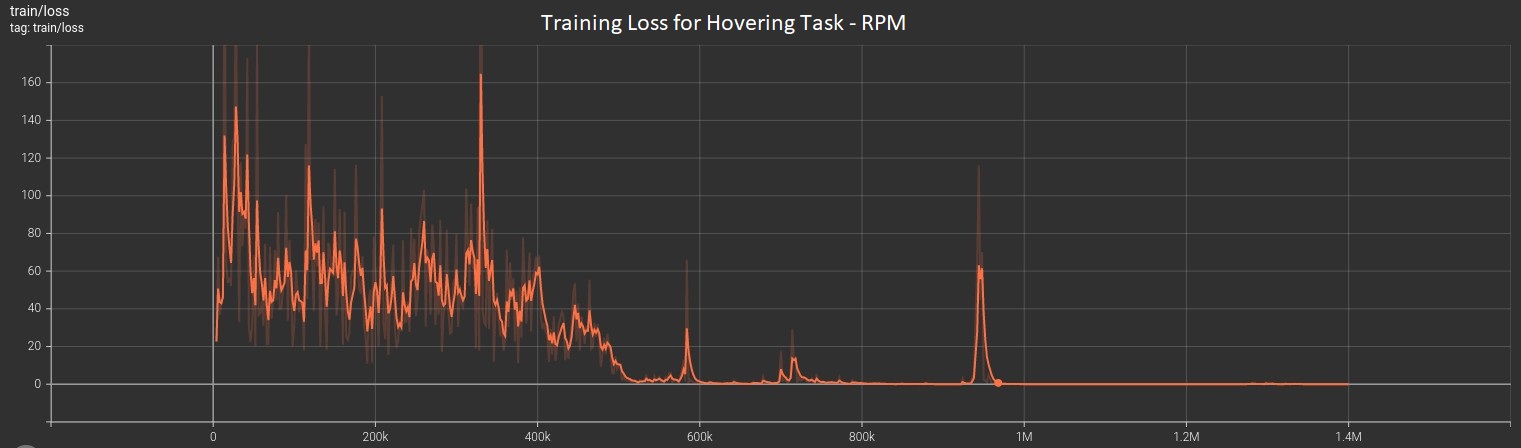 train/loss
tag: train/loss
Training Loss for Hovering Task - RPM
160
140
120
100
80
60
40
20
0
0 200k 400k 600k 800k 1M 1.2M 1.4M